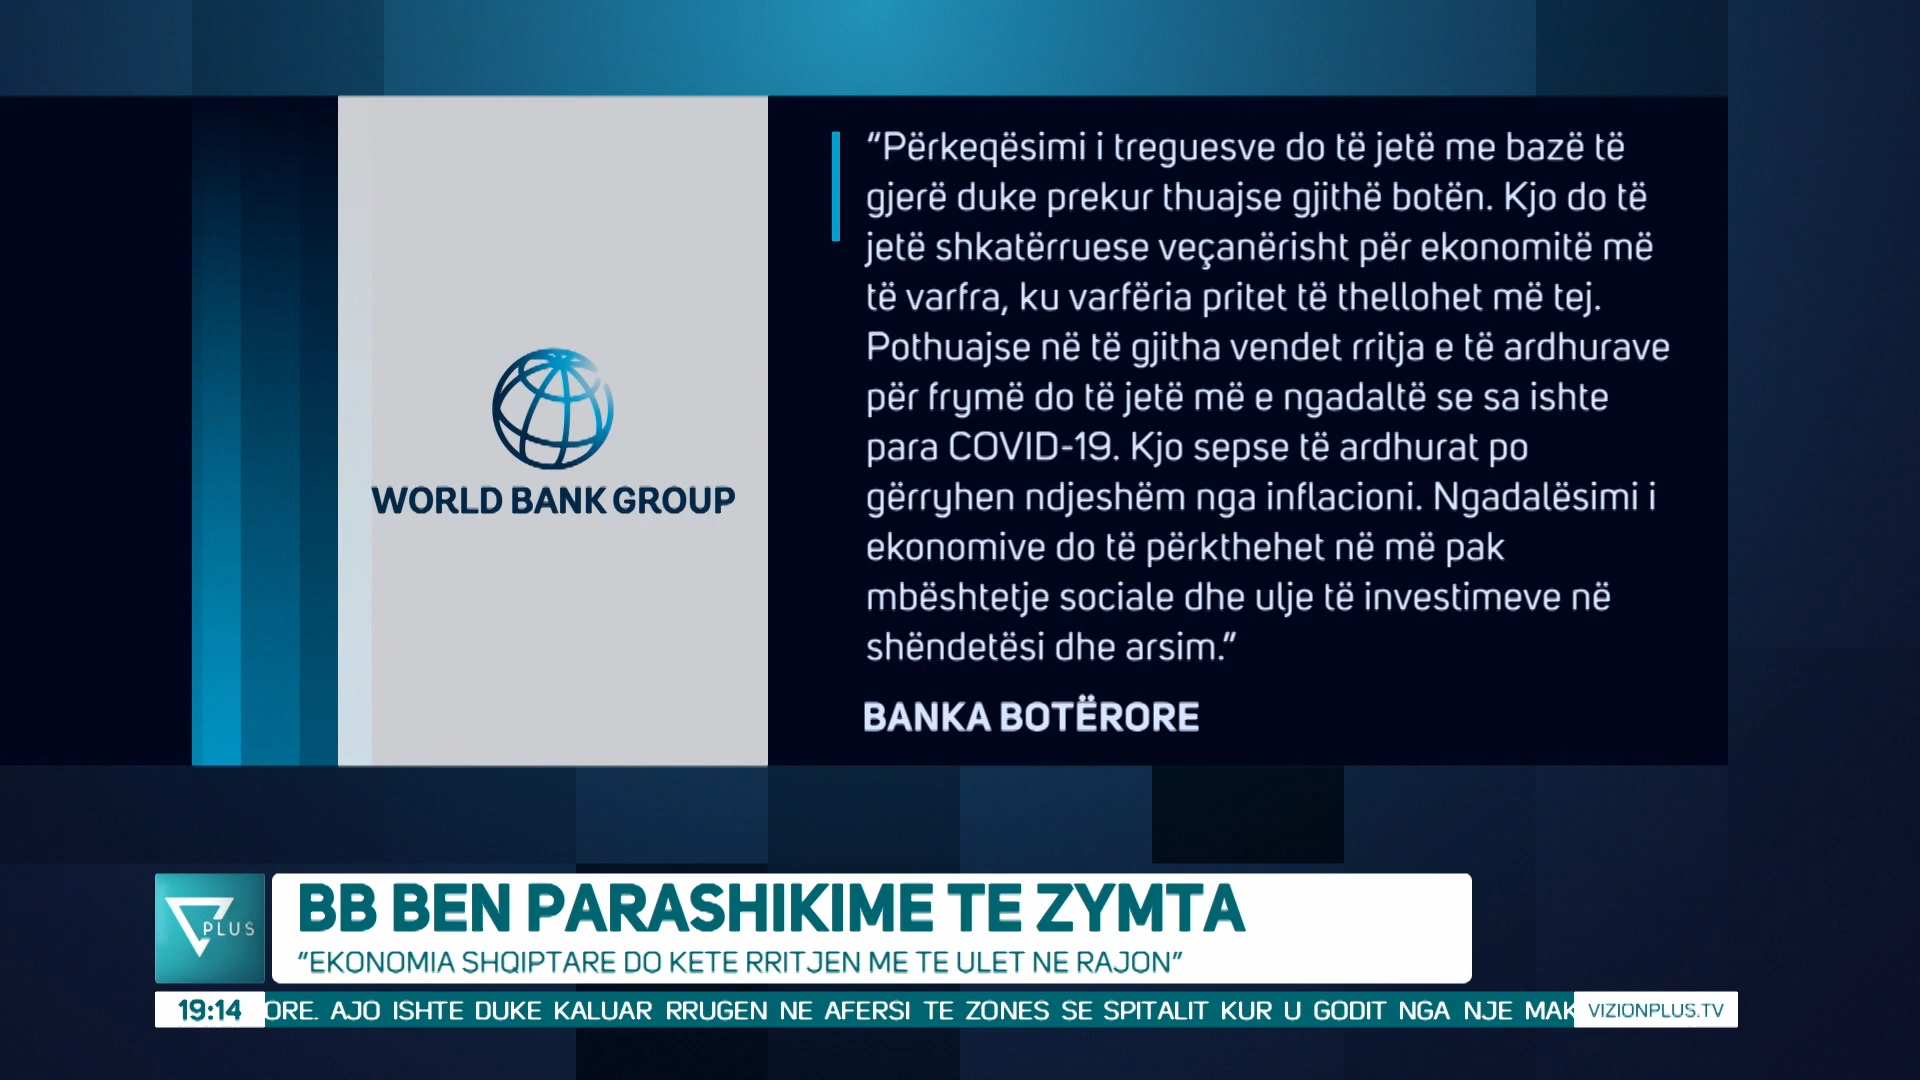 “Përkeqësimi i treguesve do të jetë me bazë të
gjerë duke prekur thuajse gjithë botën. Kjo do të
jetë shkatërruese veçanërisht për ekonomitë më
të varfra, ku varfëria pritet të thellohet më tej.
Pothuajse në të gjitha vendet rritja e të ardhurave
për frymë do të jetë më e ngadaltë se sa ishte
para COVID-19. Kjo sepse të ardhurat po
gërryhen ndjeshëm nga inflacioni. Ngadalësimi i
ekonomive do të përkthehet në më pak
mbështetje sociale dhe ulje të investimeve në
shëndetësi dhe arsim.”
BANKA BOTËRORE
WORLD BANK GROUP
PLUS
BB BEN PARASHIKIME TE ZYMTA
“EKONOMIA SHQIPTARE DO KETE RRITJEN ME TE ULET NE RAJON”
19:14 ORE. AJO ISHTE DUKE KALUAR RRUGEN NE AFERSI TE ZONES SE SPITALIT KUR U GODIT NGA NJE MAK VIZIONPLUS.TV